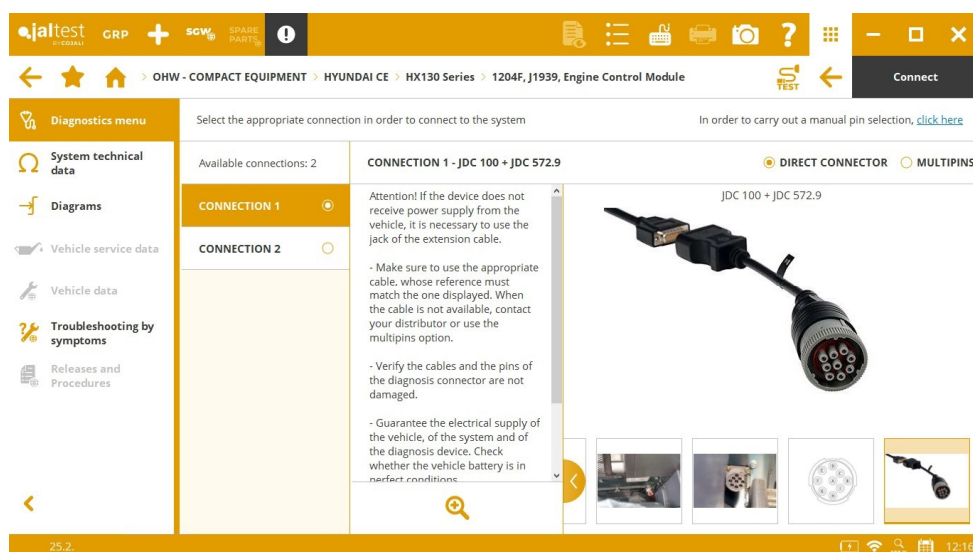 jaltest
BY COJALI
GRP
SGW
SPARE PARTS
> OHW - COMPACT EQUIPMENT > HYUNDAI CE > HX130 Series > 1204F, J1939, Engine Control Module
TEST
Connect
Diagnostics menu
Select the appropriate connection in order to connect to the system
In order to carry out a manual pin selection, click here
System technical
data
Diagrams
Vehicle service data
Vehicle data
Troubleshooting by
symptoms
Releases and
Procedures
Available connections: 2
CONNECTION 1
CONNECTION 2
CONNECTION 1 - JDC 100 + JDC 572.9
DIRECT CONNECTOR
MULTIPINS
Attention! If the device does not
receive power supply from the
vehicle, it is necessary to use the
jack of the extension cable.
- Make sure to use the appropriate
cable, whose reference must
match the one displayed. When
the cable is not available, contact
your distributor or use the
multipins option.
- Verify the cables and the pins of
the diagnosis connector are not
damaged.
- Guarantee the electrical supply of
the vehicle, of the system and of
the diagnosis device. Check
whether the vehicle battery is in
perfect conditions.
JDC 100 + JDC 572.9
25.2.
12:16